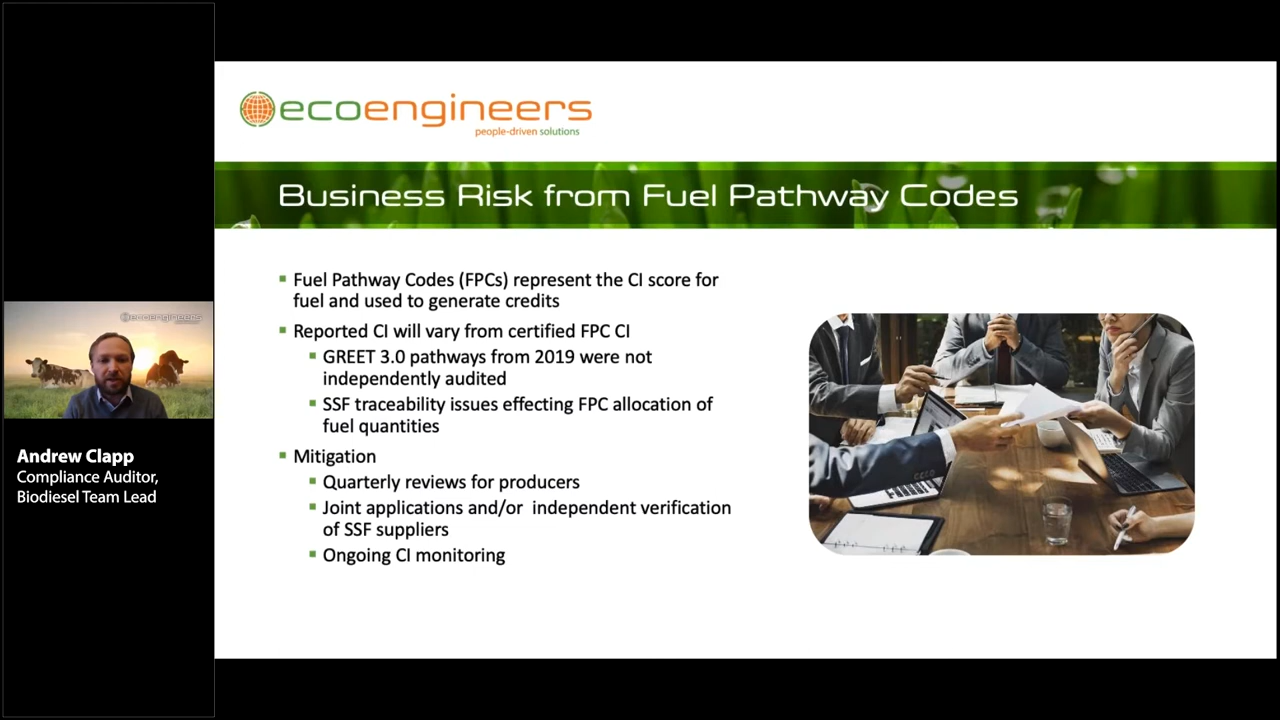 ecoengineers
people-driven solutions
Business Risk from Fuel Pathway Codes
▪ Fuel Pathway Codes (FPCs) represent the CI score for
fuel and used to generate credits
▪ Reported CI will vary from certified FPC CI
▪ GREET 3.0 pathways from 2019 were not
independently audited
▪ SSF traceability issues effecting FPC allocation of
fuel quantities
▪ Mitigation
▪ Quarterly reviews for producers
▪ Joint applications and/or independent verification
of SSF suppliers
▪ Ongoing CI monitoring
ecoengineers
Andrew Clapp
Compliance Auditor,
Biodiesel Team Lead